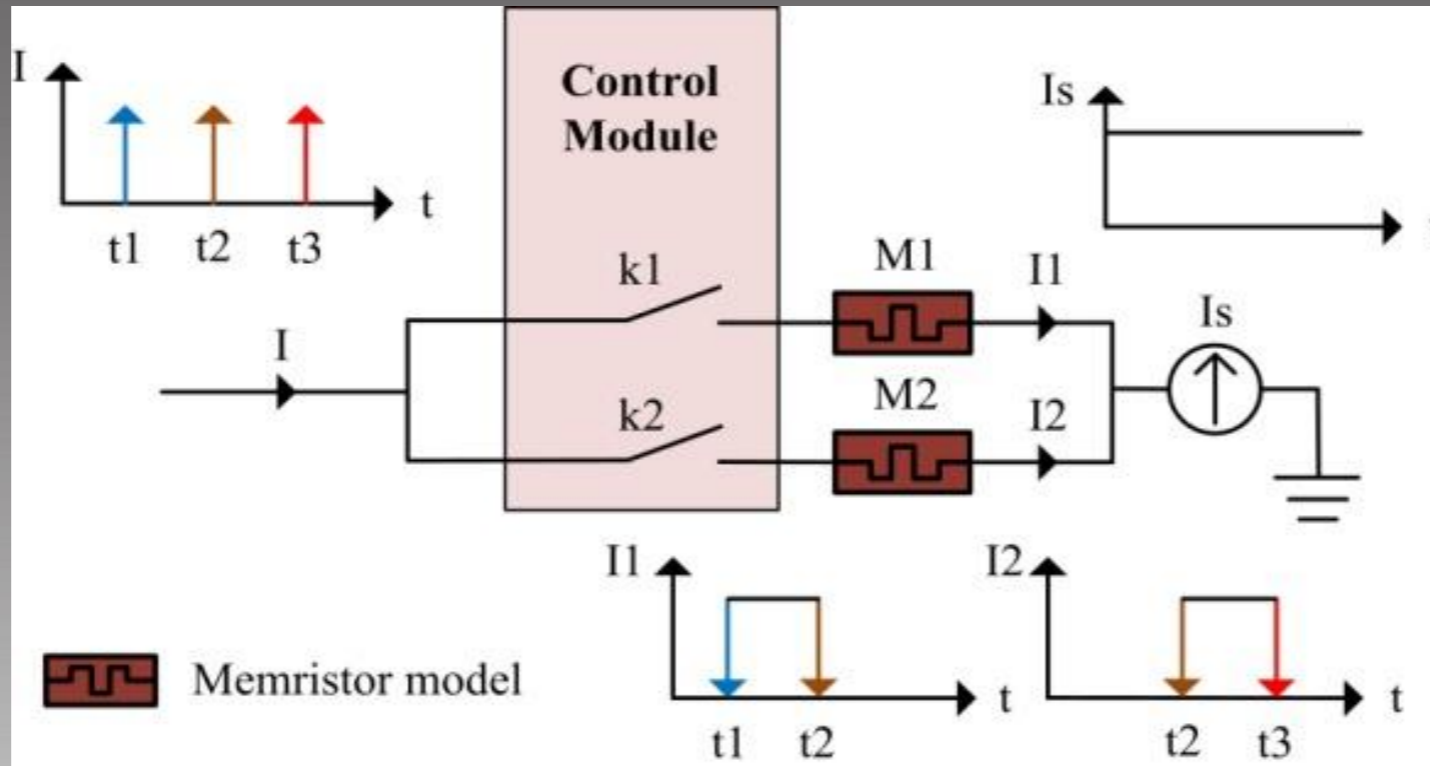 I
t
t1 t2 t3
Control
Module
Is
k1
M1
I1
I
Is
k2
M2
I2
I1
t
t1 t2
I2
t
t2 t3
Memristor model